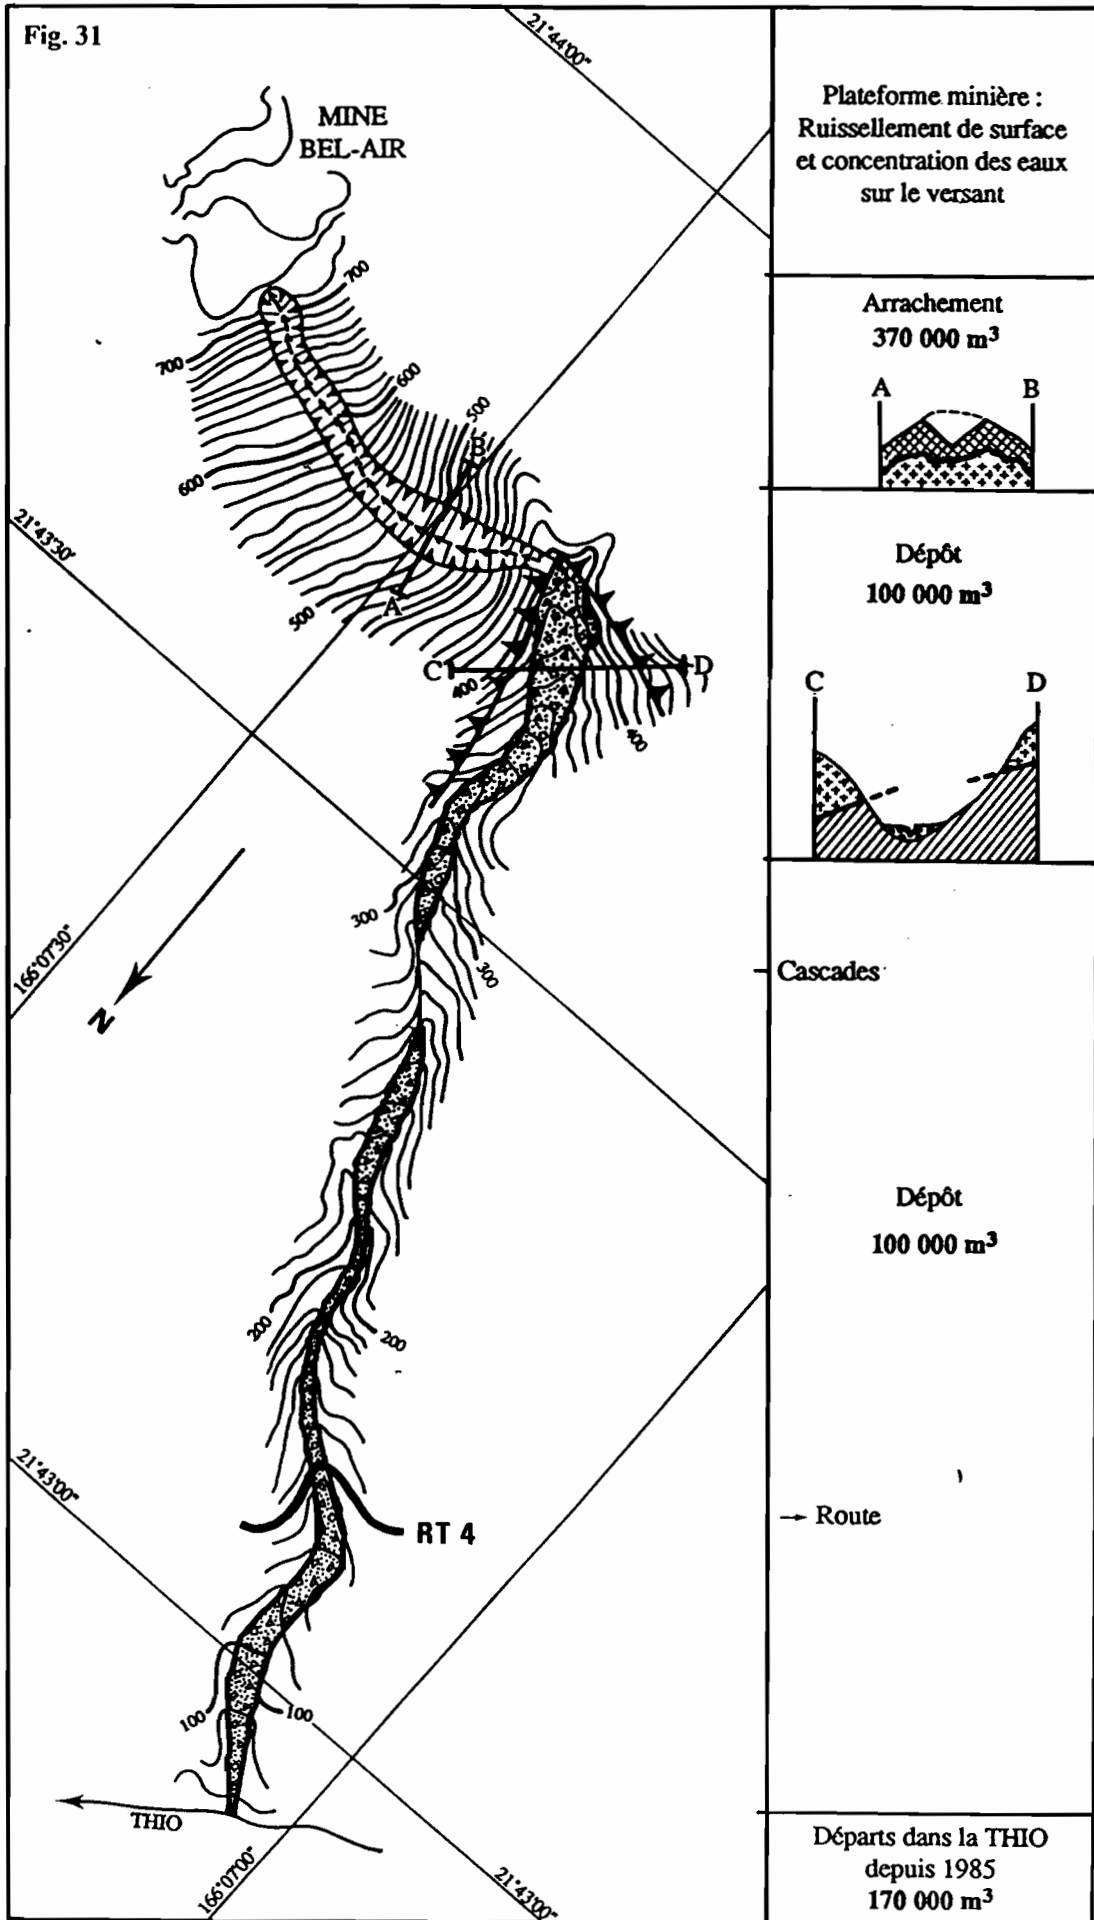 Fig. 31
21°44'00"
MINE
BEL-AIR
700
700
600
600
500
B
A
500
21°43'30"
C
D
400
400
300
300
166°07'30"
N
200
200
21°43'00"
RT 4
100
100
THIO
166°07'00"
21°43'00"
Plateforme minière :
Ruissellement de surface
et concentration des eaux
sur le versant
Arrachement
370 000 m³
A B
Dépôt
100 000 m³
C D
Cascades
Dépôt
100 000 m³
→ Route
Départs dans la THIO
depuis 1985
170 000 m³